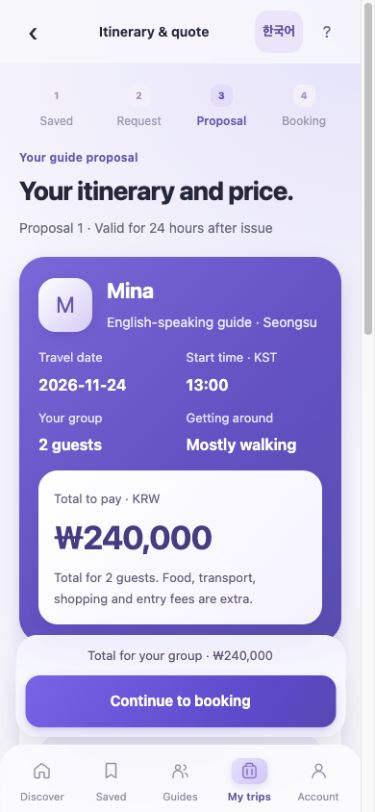 Itinerary & quote
한국어
?
1
Saved
2
Request
3
Proposal
4
Booking
Your guide proposal
Your itinerary and price.
Proposal 1 · Valid for 24 hours after issue
M
Mina
English-speaking guide · Seongsu
Travel date
2026-11-24
Start time · KST
13:00
Your group
2 guests
Getting around
Mostly walking
Total to pay · KRW
₩240,000
Total for 2 guests. Food, transport,
shopping and entry fees are extra.
Total for your group · ₩240,000
Continue to booking
Discover
Saved
Guides
My trips
Account